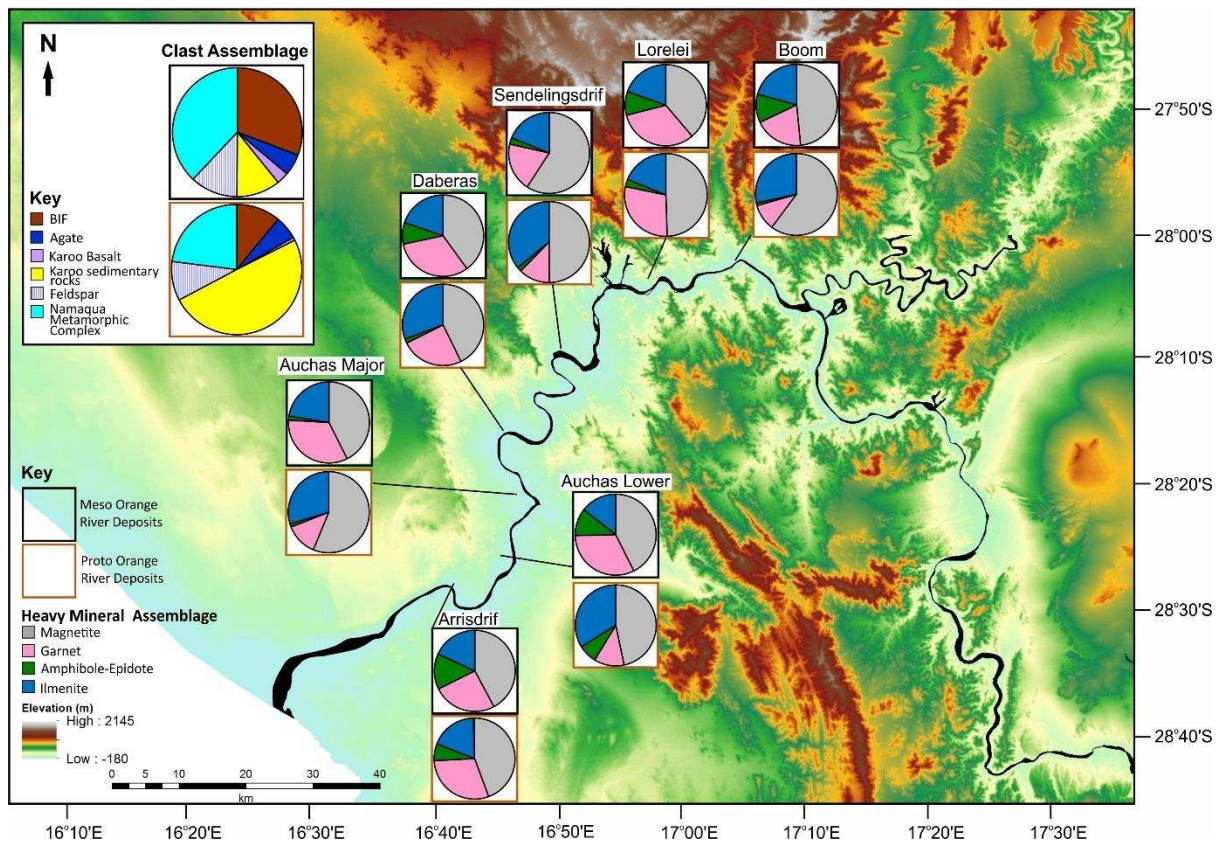 N
Clast Assemblage
Key
BIF
Agate
Karoo Basalt
Karoo sedimentary
rocks
Feldspar
Namaqua
Metamorphic
Complex
Lorelei
Boom
Sendelingsdrif
Daberas
Auchas Major
Auchas Lower
Arrisdrif
Key
Meso Orange
River Deposits
Proto Orange
River Deposits
Heavy Mineral Assemblage
Magnetite
Garnet
Amphibole-Epidote
Ilmenite
Elevation (m)
High : 2145
Low : -180
0 5 10 20 30 40
km
27°50"
28°00"
28°10"
28°20"
28°30"
28°40"
16°10" 16°20" 16°30" 16°40" 16°50" 17°00" 17°10" 17°20" 17°30"